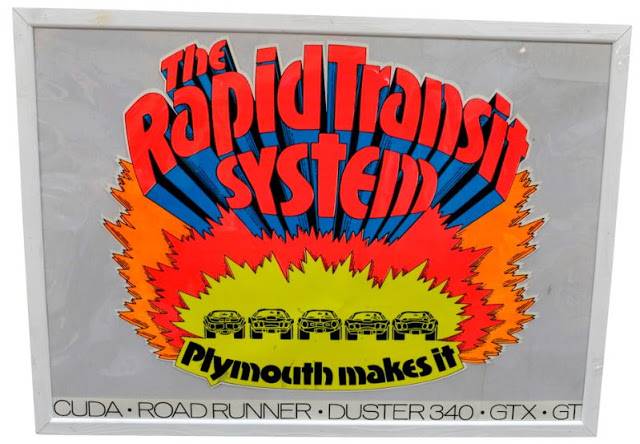 The
Rapid Transit
System
Plymouth makes it
CUDA • ROAD RUNNER • DUSTER 340 • GTX • GT